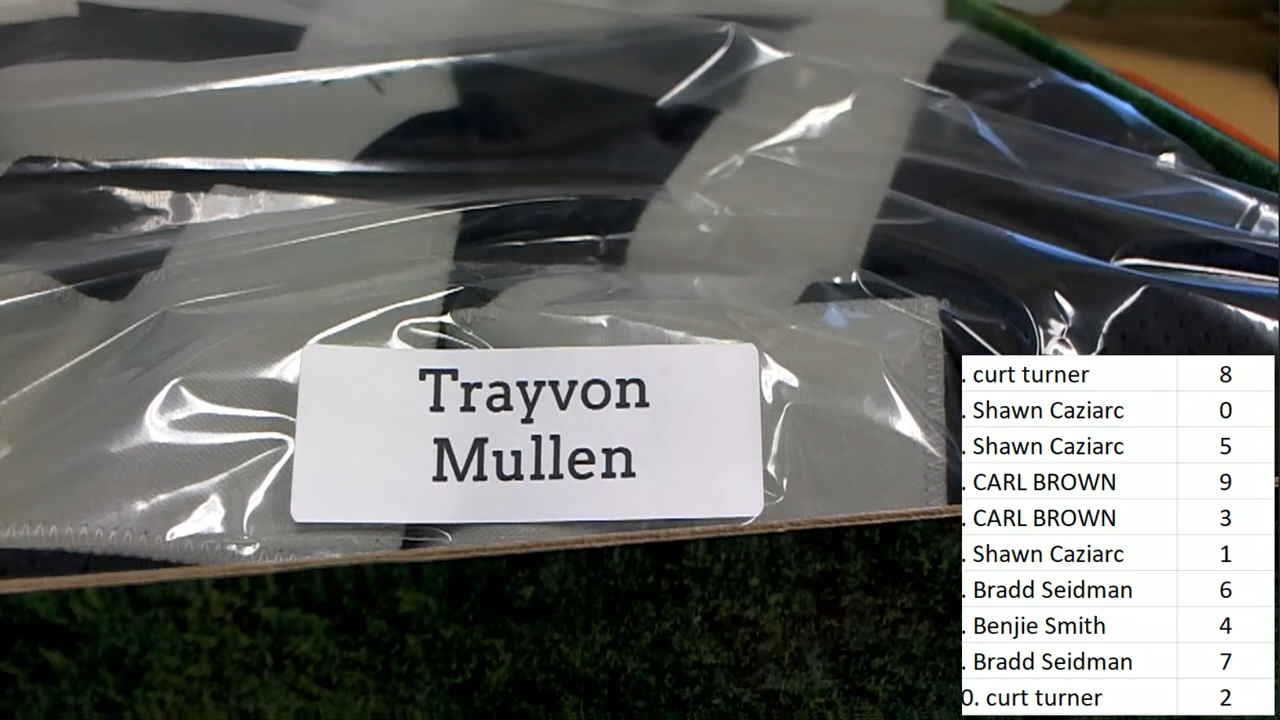 Trayvon
Mullen
. curt turner 8
. Shawn Caziarc 0
. Shawn Caziarc 5
. CARL BROWN 9
. CARL BROWN 3
. Shawn Caziarc 1
. Bradd Seidman 6
. Benjie Smith 4
. Bradd Seidman 7
0. curt turner 2